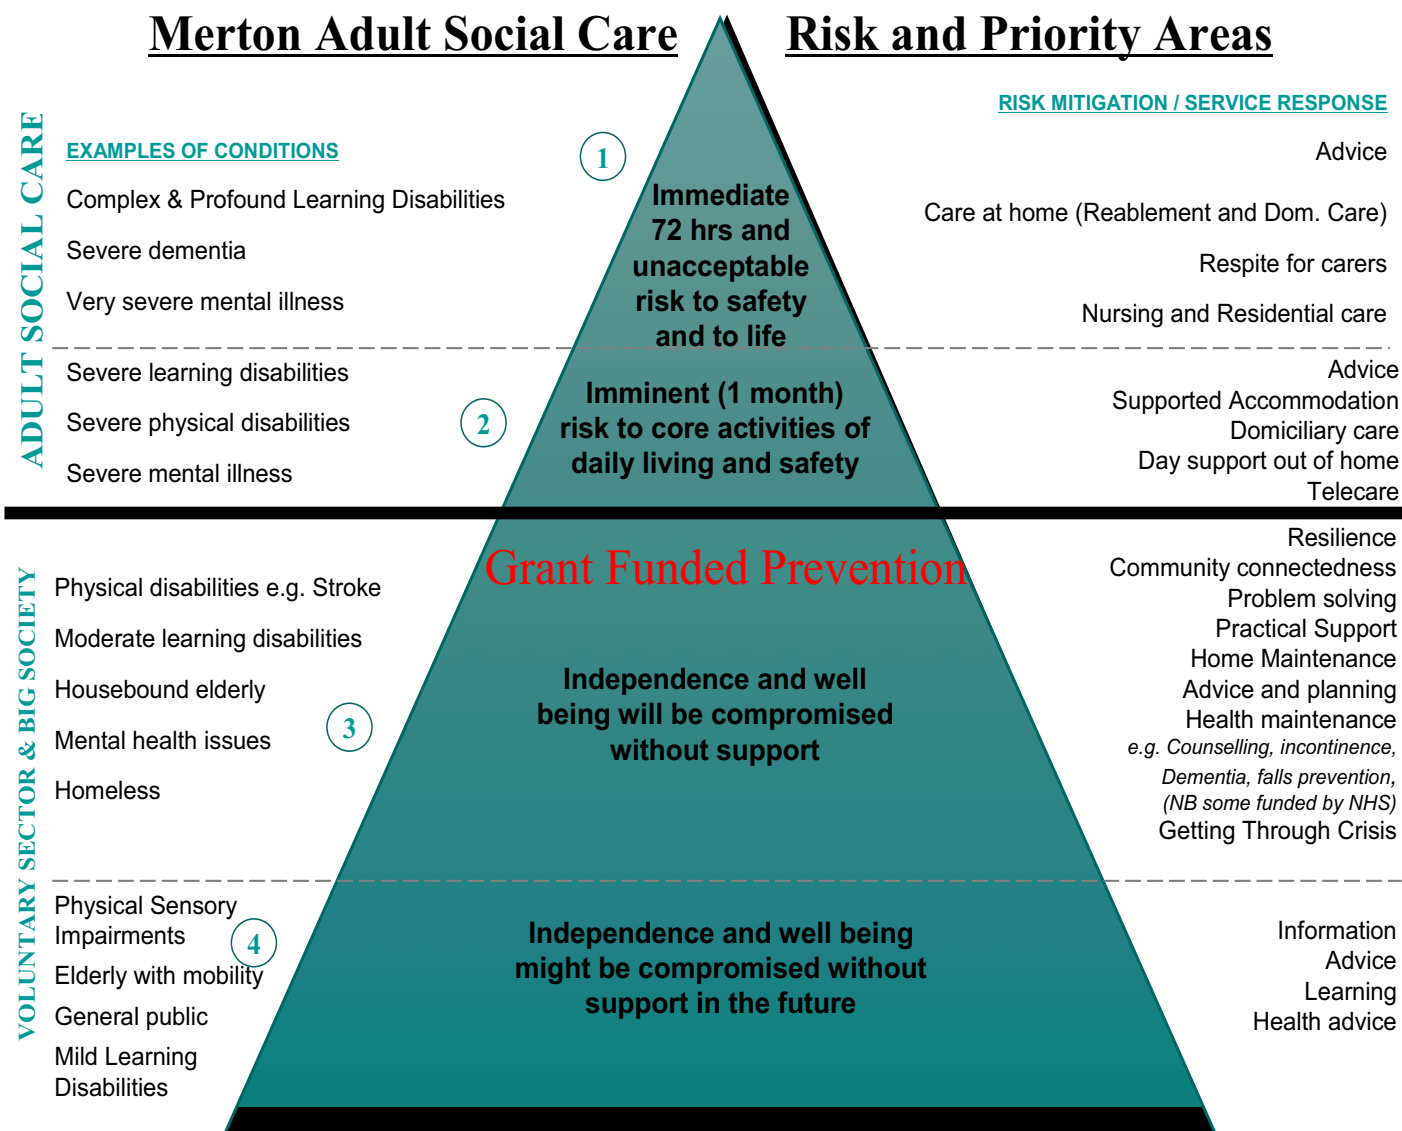 Merton Adult Social Care
Risk and Priority Areas
ADULT SOCIAL CARE
EXAMPLES OF CONDITIONS
Complex & Profound Learning Disabilities
Severe dementia
Very severe mental illness
1
Immediate
72 hrs and
unacceptable
risk to safety
and to life
RISK MITIGATION / SERVICE RESPONSE
Advice
Care at home (Reablement and Dom. Care)
Respite for carers
Nursing and Residential care
Severe learning disabilities
Severe physical disabilities
Severe mental illness
2
Imminent (1 month)
risk to core activities of
daily living and safety
Advice
Supported Accommodation
Domiciliary care
Day support out of home
Telecare
VOLUNTARY SECTOR & BIG SOCIETY
Grant Funded Prevention
Physical disabilities e.g. Stroke
Moderate learning disabilities
Housebound elderly
Mental health issues
Homeless
3
Independence and well
being will be compromised
without support
Resilience
Community connectedness
Problem solving
Practical Support
Home Maintenance
Advice and planning
Health maintenance
e.g. Counselling, incontinence,
Dementia, falls prevention,
(NB some funded by NHS)
Getting Through Crisis
Physical Sensory
Impairments
Elderly with mobility
General public
Mild Learning
Disabilities
4
Independence and well being
might be compromised without
support in the future
Information
Advice
Learning
Health advice